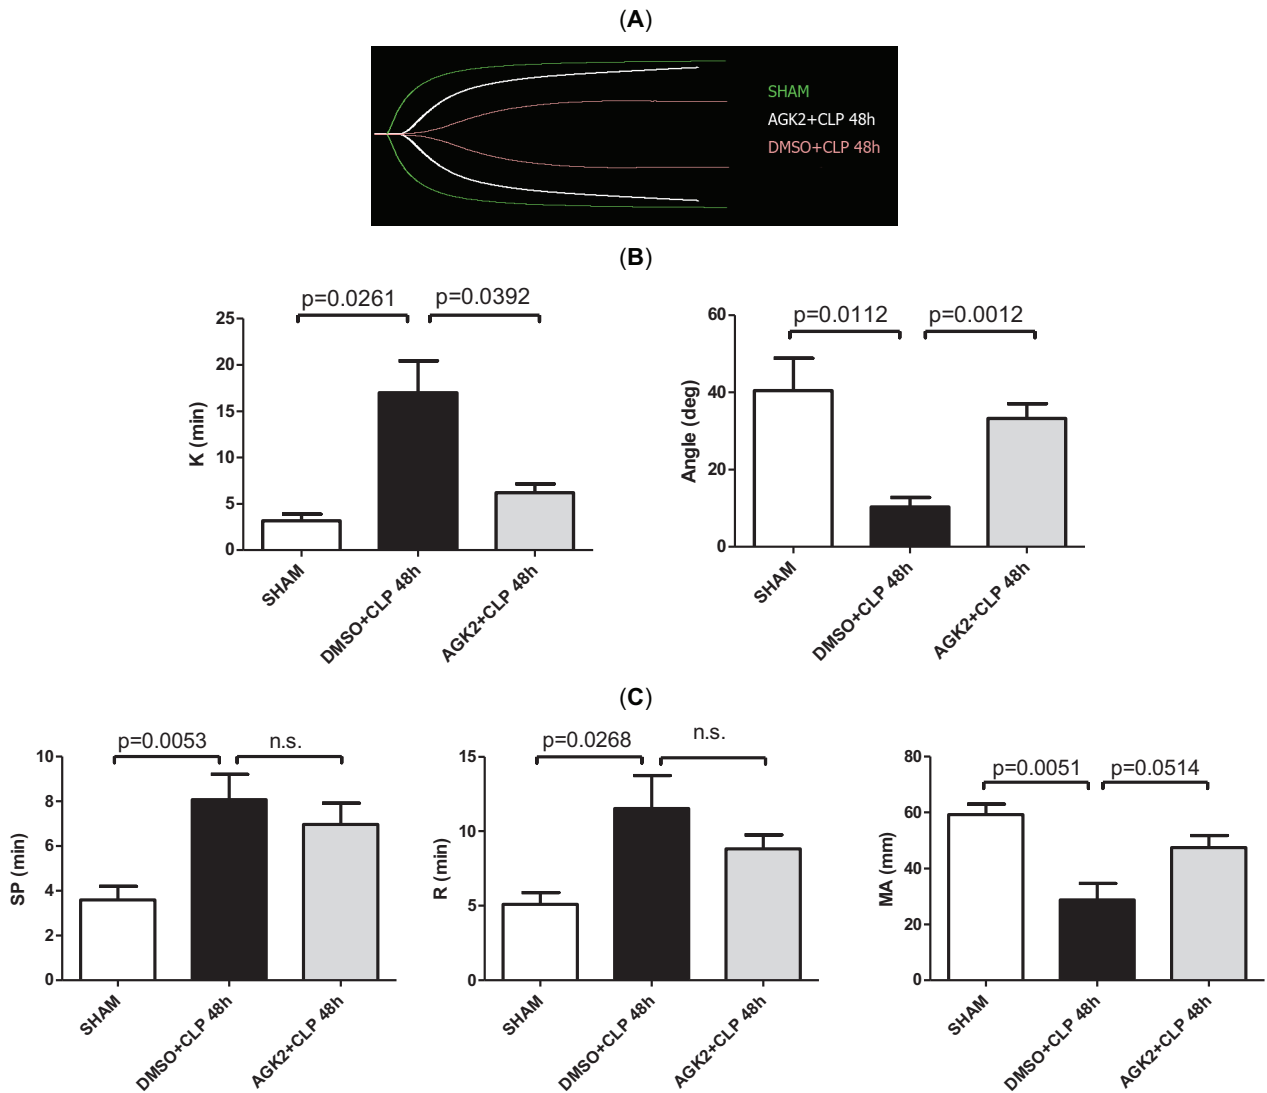 (A)
SHAM
AGK2+CLP 48h
DMSO+CLP 48h
(B)
p=0.0261 p=0.0392
25
20
15
10
5
0
K (min)
SHAM
DMSO+CLP 48h
AGK2+CLP 48h
p=0.0112 p=0.0012
60
40
20
0
Angle (deg)
SHAM
DMSO+CLP 48h
AGK2+CLP 48h
(C)
p=0.0053 n.s.
10
8
6
4
2
0
SP (min)
SHAM
DMSO+CLP 48h
AGK2+CLP 48h
p=0.0268 n.s.
15
10
5
0
R (min)
SHAM
DMSO+CLP 48h
AGK2+CLP 48h
p=0.0051 p=0.0514
80
60
40
20
0
MA (mm)
SHAM
DMSO+CLP 48h
AGK2+CLP 48h